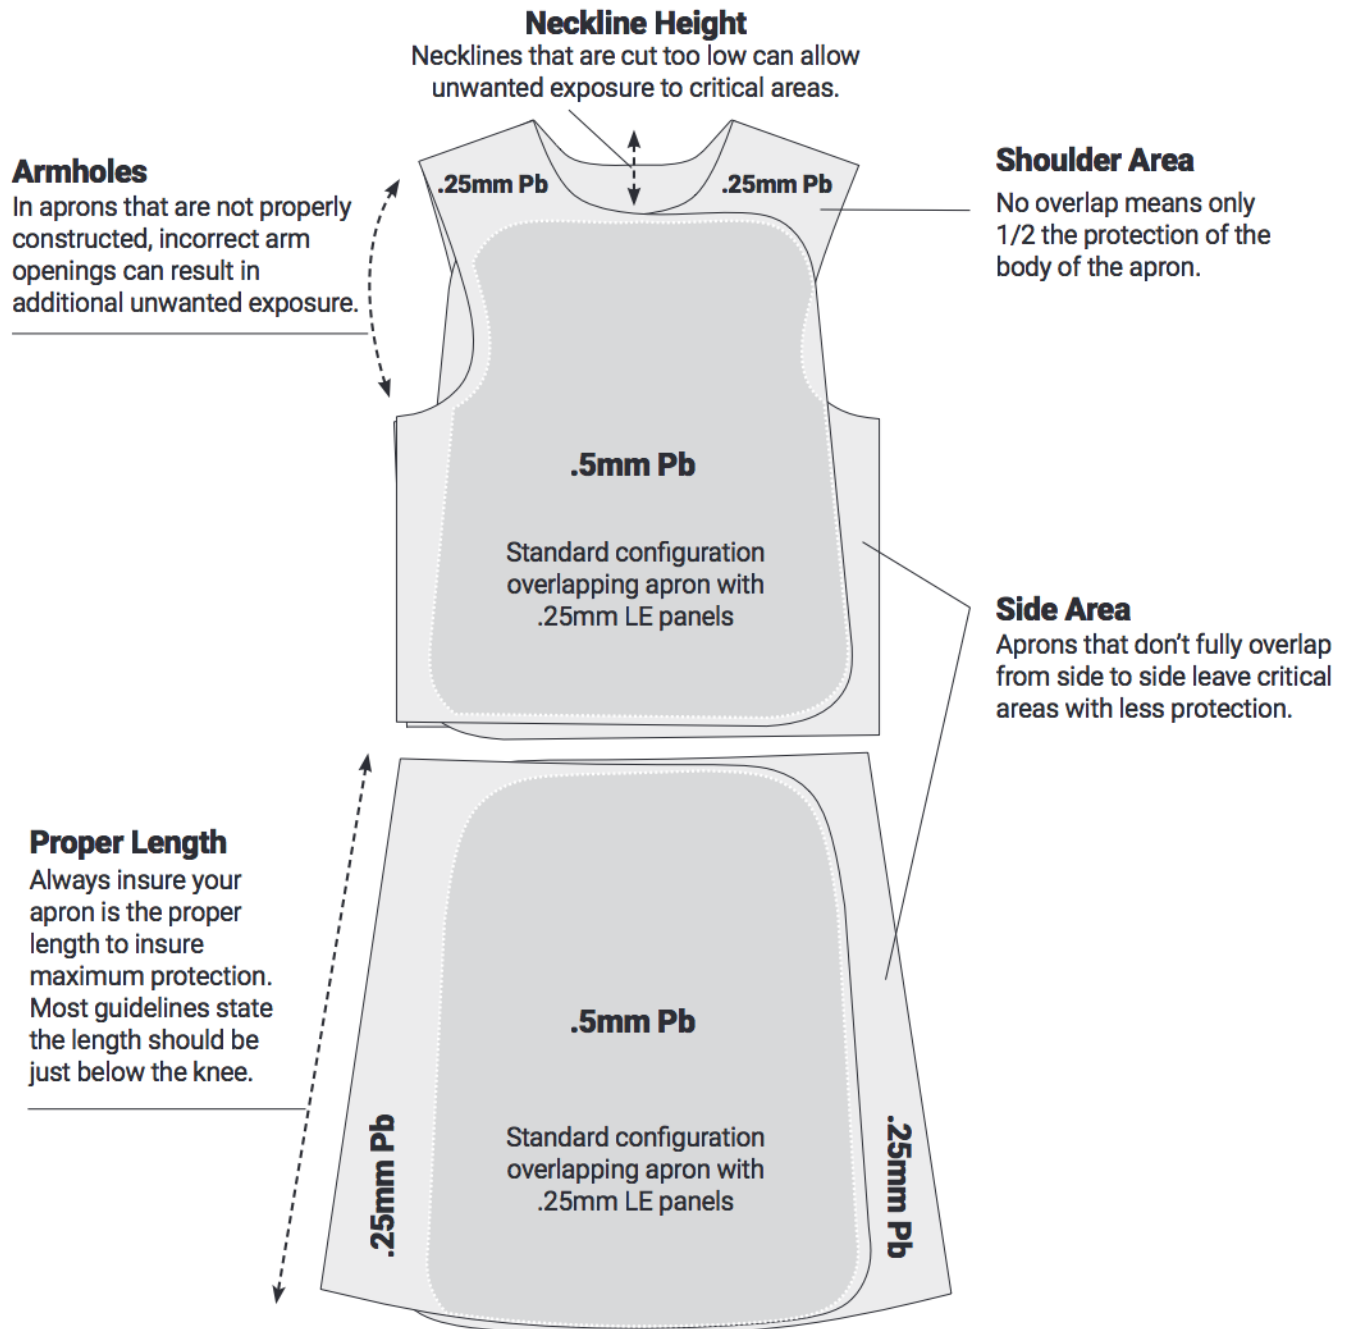 Neckline Height
Necklines that are cut too low can allow
unwanted exposure to critical areas.
Armholes
In aprons that are not properly
constructed, incorrect arm
openings can result in
additional unwanted exposure.
.25mm Pb
.25mm Pb
Shoulder Area
No overlap means only
1/2 the protection of the
body of the apron.
.5mm Pb
Standard configuration
overlapping apron with
.25mm LE panels
Side Area
Aprons that don’t fully overlap
from side to side leave critical
areas with less protection.
Proper Length
Always insure your
apron is the proper
length to insure
maximum protection.
Most guidelines state
the length should be
just below the knee.
.5mm Pb
Standard configuration
overlapping apron with
.25mm LE panels
.25mm Pb
.25mm Pb